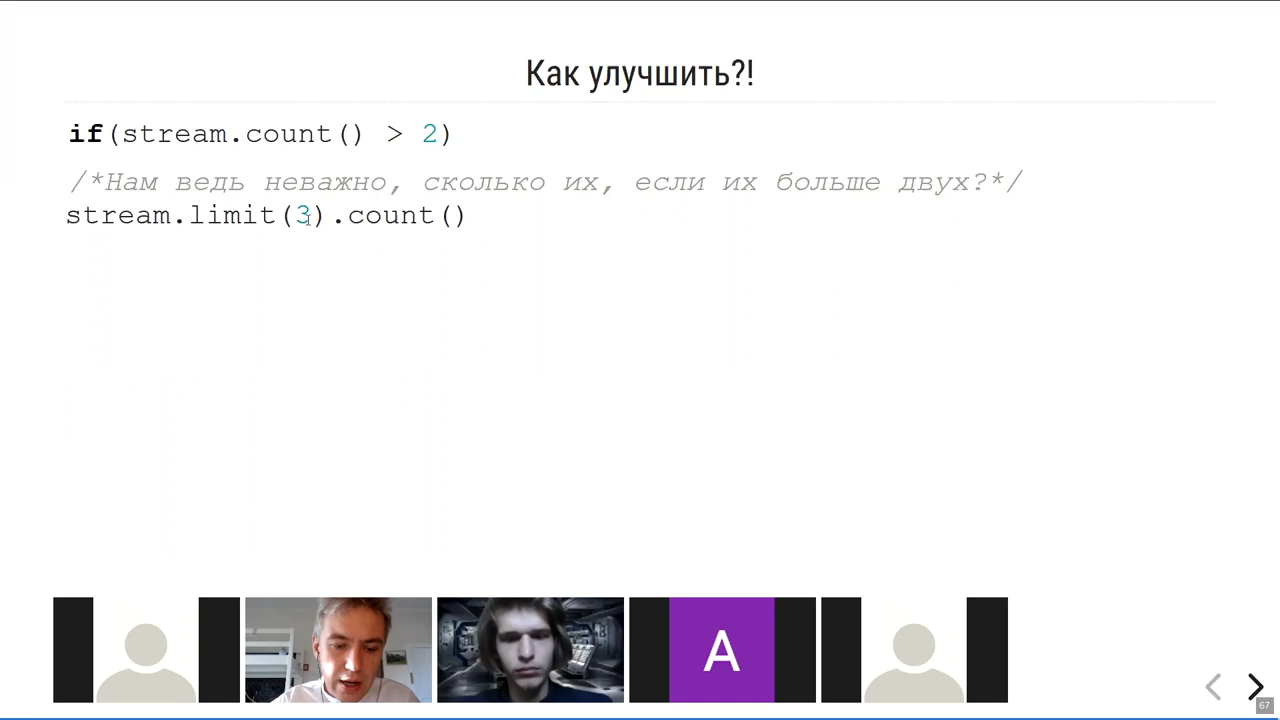 Как улучшить?!
if(stream.count() > 2)
/*Нам ведь неважно, сколько их, если их больше двух?*/
stream.limit(3).count()
A
67